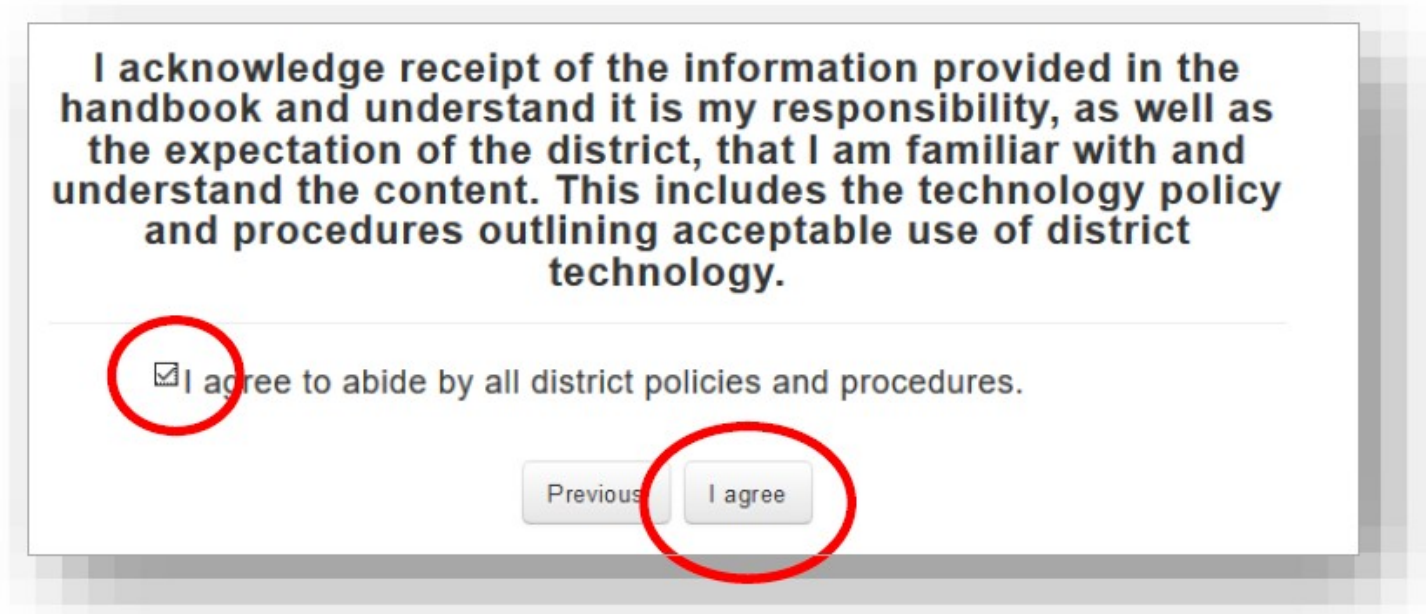 I acknowledge receipt of the information provided in the
handbook and understand it is my responsibility, as well as
the expectation of the district, that I am familiar with and
understand the content. This includes the technology policy
and procedures outlining acceptable use of district
technology.
I agree to abide by all district policies and procedures.
Previous I agree